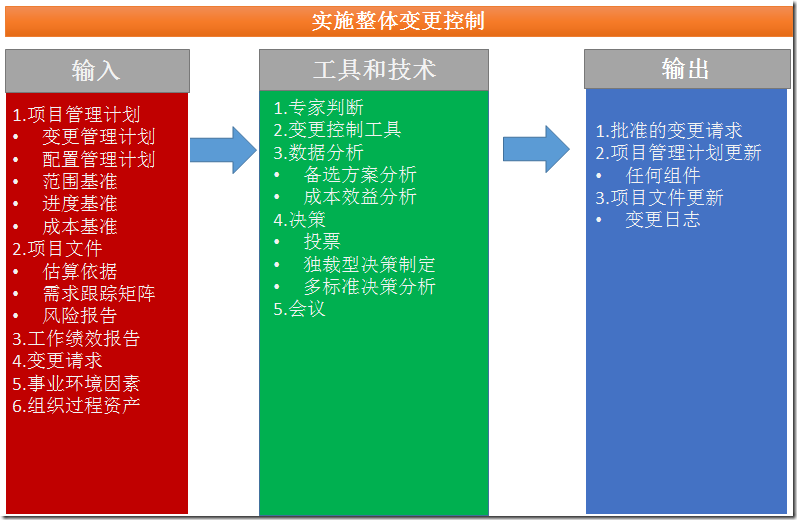 实施整体变更控制
输入
1.项目管理计划
• 变更管理计划
• 配置管理计划
• 范围基准
• 进度基准
• 成本基准
2.项目文件
• 估算依据
• 需求跟踪矩阵
• 风险报告
3.工作绩效报告
4.变更请求
5.事业环境因素
6.组织过程资产
工具和技术
1.专家判断
2.变更控制工具
3.数据分析
• 备选方案分析
• 成本效益分析
4.决策
• 投票
• 独裁型决策制定
• 多标准决策分析
5.会议
输出
1.批准的变更请求
2.项目管理计划更新
• 任何组件
3.项目文件更新
• 变更日志